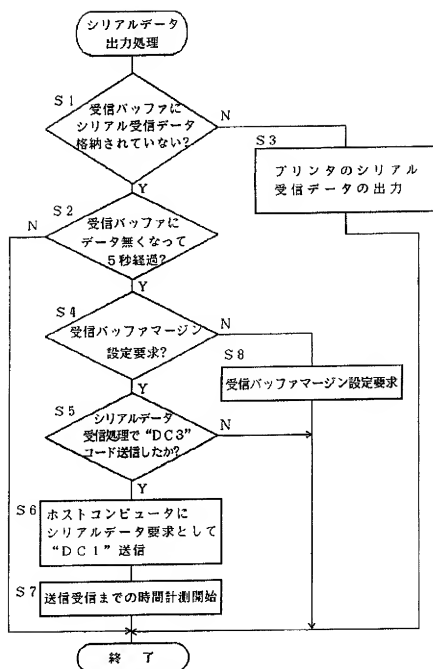 シリアルデータ
出力処理
S1
受信バッファに
シリアル受信データ
格納されていない?
N
Y
S3
プリンタのシリアル
受信データの出力
S2
受信バッファに
データ無くなって
5秒経過?
N
Y
S4
受信バッファマージン
設定要求?
N
Y
S8
受信バッファマージン設定要求
S5
シリアルデータ
受信処理で“DC3”
コード送信したか?
N
Y
S6
ホストコンピュータに
シリアルデータ要求として
“DC1”送信
S7
送信受信までの時間計測開始
終了